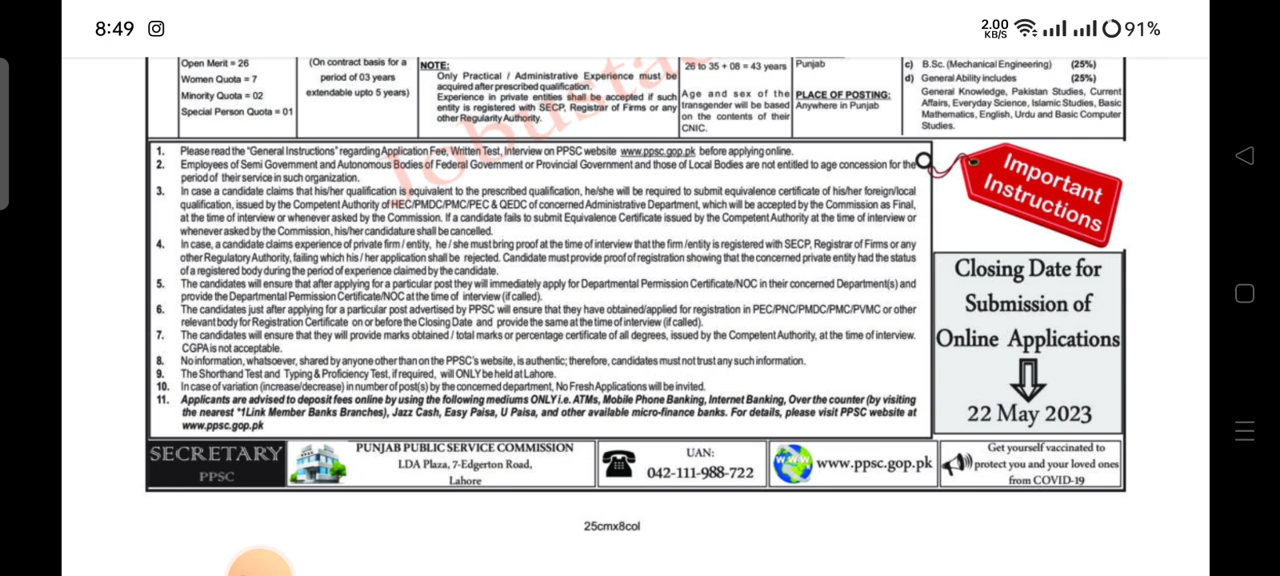 8:49
2.00 KB/S
91%
Open Merit = 26
Women Quota = 7
Minority Quota = 02
Special Person Quota = 01
(On contract basis for a
period of 03 years
extendable upto 5 years)
NOTE:
Only Practical / Administrative Experience must be
acquired after prescribed qualification.
Experience in private entities shall be accepted if such
entity is registered with SECP, Registrar of Firms or any
other Regularity Authority.
26 to 35 + 08 = 43 years
Age and sex of the
transgender will be based
on the contents of their
CNIC.
Punjab
PLACE OF POSTING:
Anywhere in Punjab
c) B.Sc. (Mechanical Engineering) (25%)
d) General Ability includes (25%)
General Knowledge, Pakistan Studies, Current
Affairs, Everyday Science, Islamic Studies, Basic
Mathematics, English, Urdu and Basic Computer
Studies.
1. Please read the "General Instructions" regarding Application Fee, Written Test, Interview on PPSC website www.ppsc.gop.pk before applying online.
2. Employees of Semi Government and Autonomous Bodies of Federal Government or Provincial Government and those of Local Bodies are not entitled to age concession for the
period of their service in such organization.
3. In case a candidate claims that his/her qualification is equivalent to the prescribed qualification, he/she will be required to submit equivalence certificate of his/her foreign/local
qualification, issued by the Competent Authority of HEC/PMDC/PMC/PEC & QEDC of concerned Administrative Department, which will be accepted by the Commission as Final,
at the time of interview or whenever asked by the Commission. If a candidate fails to submit Equivalence Certificate issued by the Competent Authority at the time of interview or
whenever asked by the Commission, his/her candidature shall be cancelled.
4. In case, a candidate claims experience of private firm / entity, he / she must bring proof at the time of interview that the firm /entity is registered with SECP, Registrar of Firms or any
other Regulatory Authority, failing which his / her application shall be rejected. Candidate must provide proof of registration showing that the concerned private entity had the status
of a registered body during the period of experience claimed by the candidate.
5. The candidates will ensure that after applying for a particular post they will immediately apply for Departmental Permission Certificate/NOC in their concerned Department(s) and
provide the Departmental Permission Certificate/NOC at the time of interview (if called).
6. The candidates just after applying for a particular post advertised by PPSC will ensure that they have obtained/applied for registration in PEC/PNC/PMDC/PMC/PVMC or other
relevant body for Registration Certificate on or before the Closing Date and provide the same at the time of interview (if called).
7. The candidates will ensure that they will provide marks obtained / total marks or percentage certificate of all degrees, issued by the Competent Authority, at the time of interview.
CGPA is not acceptable.
8. No information, whatsoever, shared by anyone other than on the PPSC's website, is authentic; therefore, candidates must not trust any such information.
9. The Shorthand Test and Typing & Proficiency Test, if required, will ONLY be held at Lahore.
10. In case of variation (increase/decrease) in number of post(s) by the concerned department, No Fresh Applications will be invited.
11. Applicants are advised to deposit fees online by using the following mediums ONLY i.e. ATMs, Mobile Phone Banking, Internet Banking, Over the counter (by visiting
the nearest *1Link Member Banks Branches), Jazz Cash, Easy Paisa, U Paisa, and other available micro-finance banks. For details, please visit PPSC website at
www.ppsc.gop.pk
Important
Instructions
Closing Date for
Submission of
Online Applications
22 May 2023
SECRETARY
PPSC
PUNJAB PUBLIC SERVICE COMMISSION
LDA Plaza, 7-Edgerton Road,
Lahore
UAN:
042-111-988-722
www
www.ppsc.gop.pk
Get yourself vaccinated to
protect you and your loved ones
from COVID-19
25cmx8col